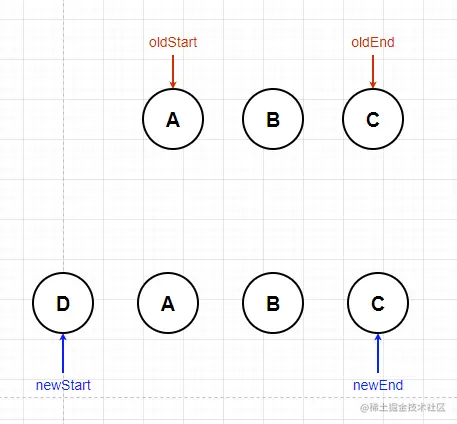 oldStart oldEnd
A B C
D A B C
newStart newEnd
@稀土掘金技术社区